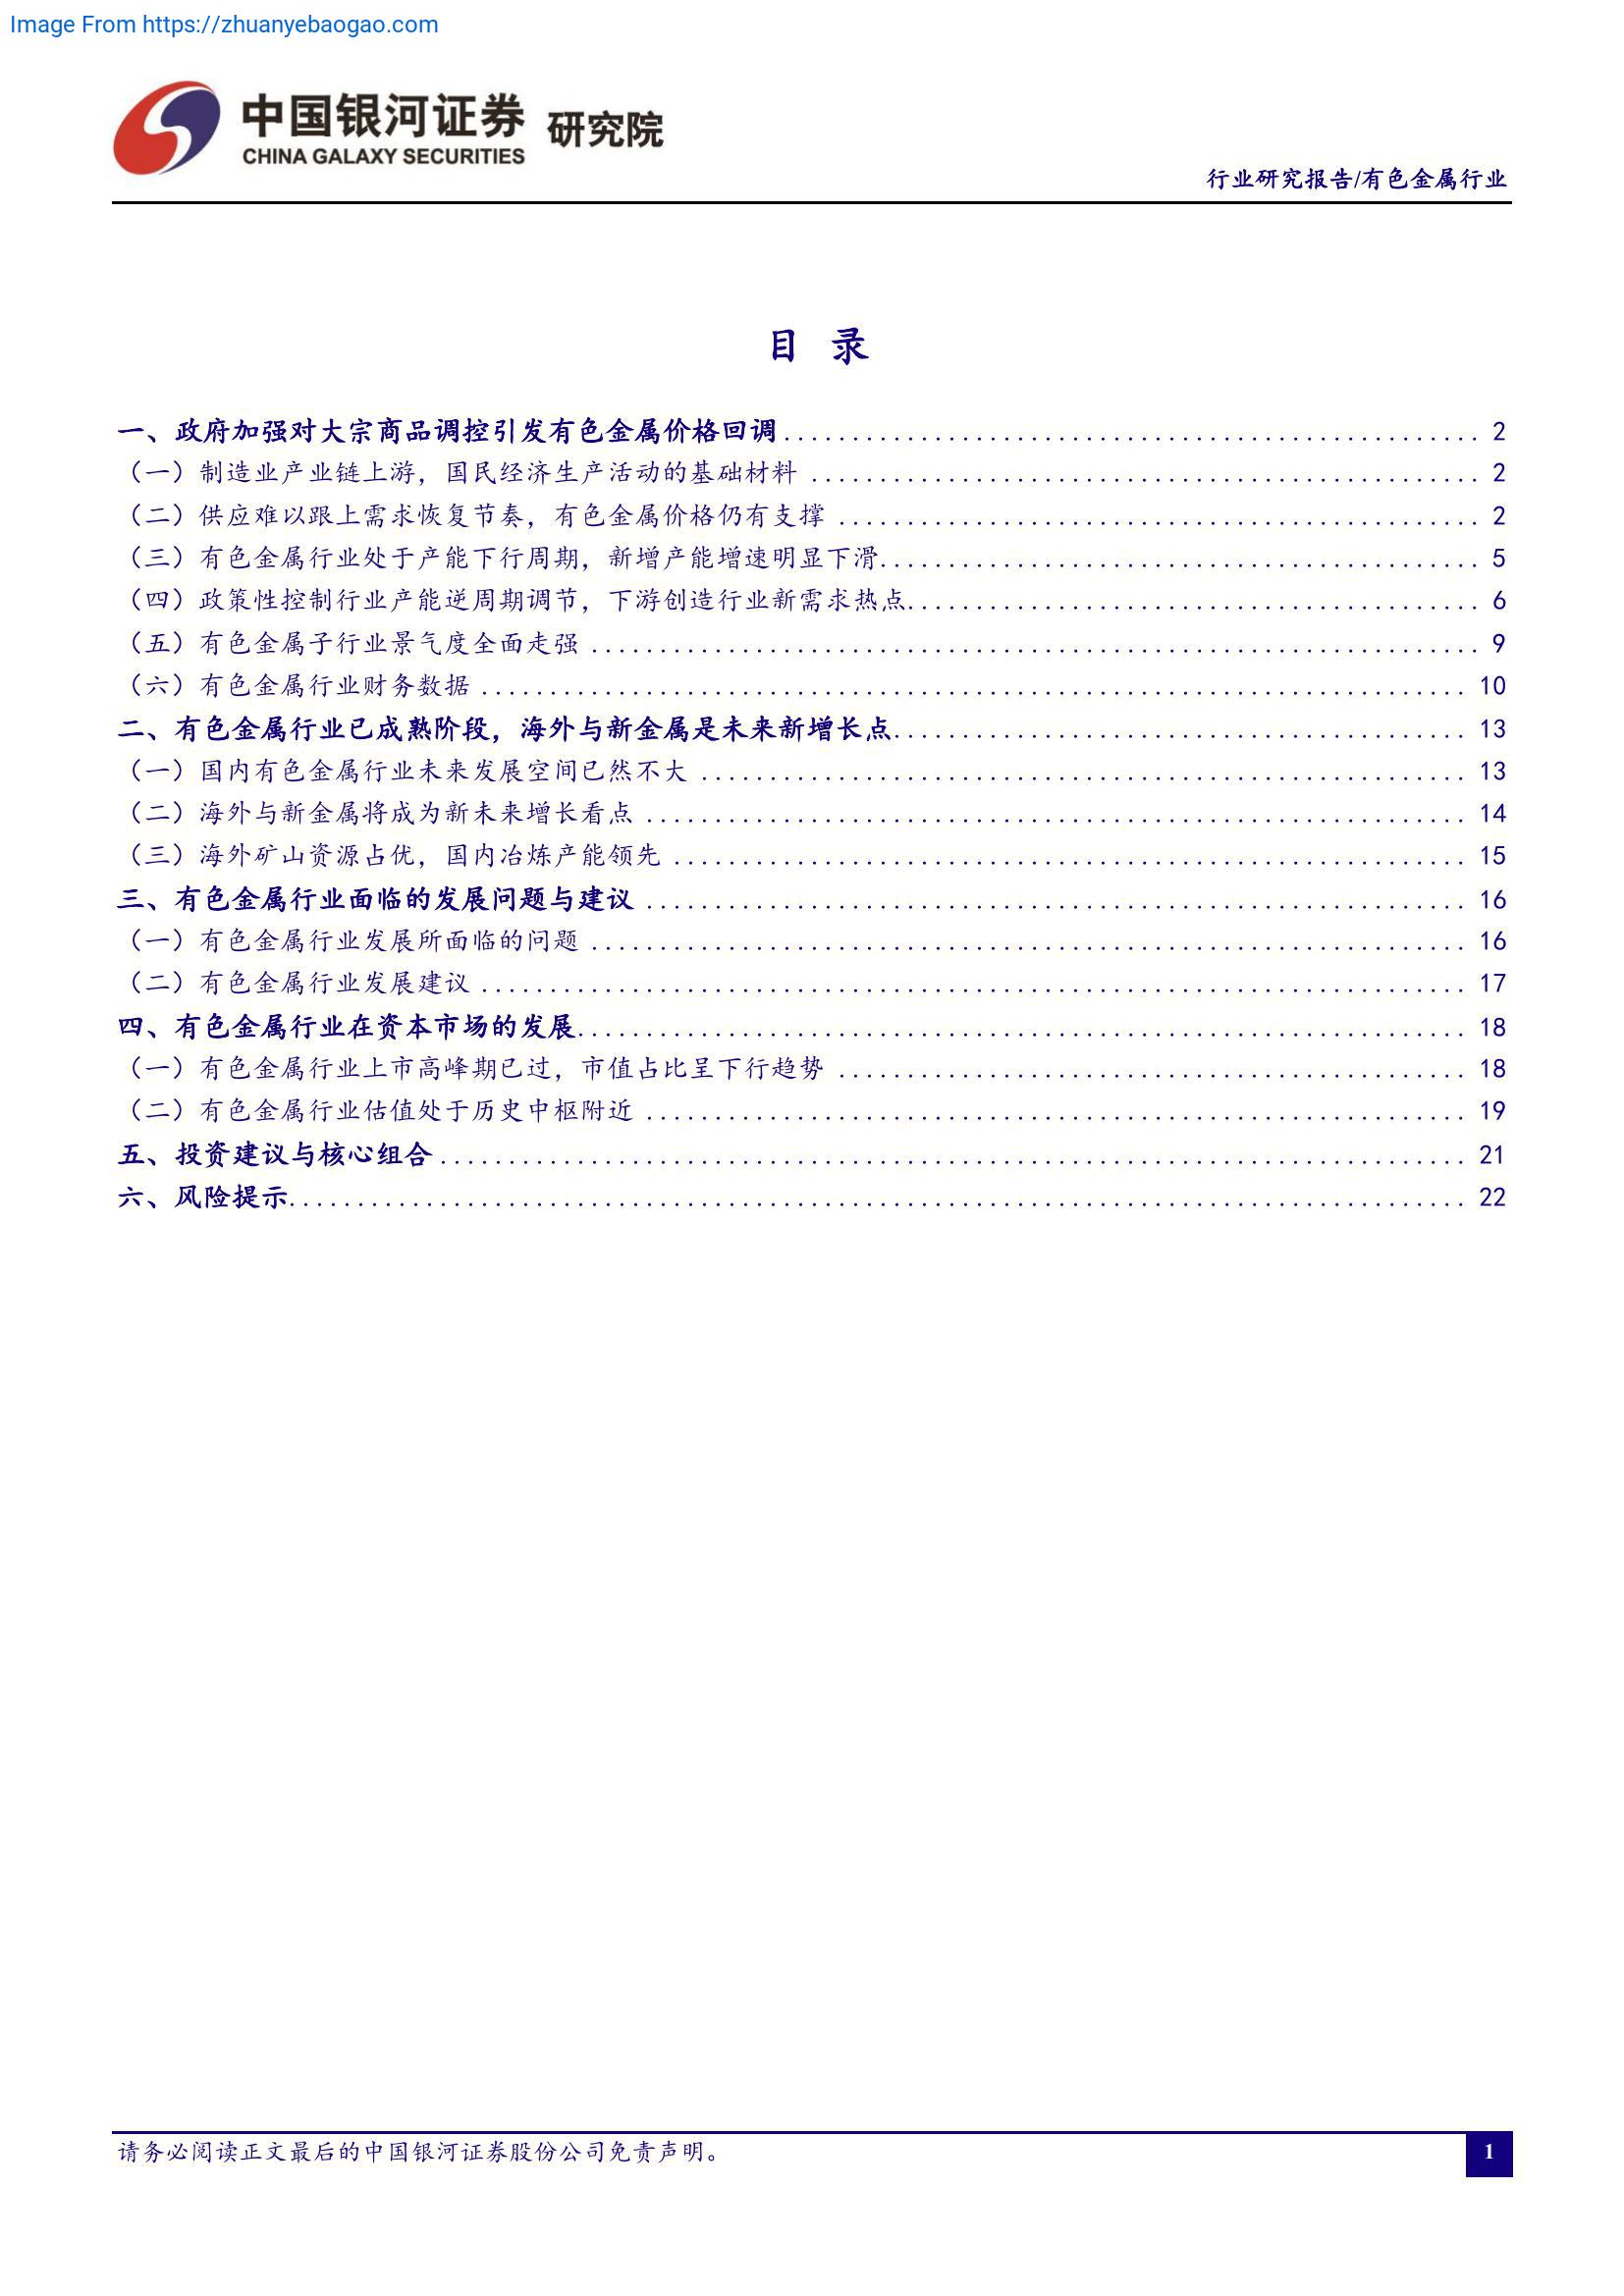 Image From https://zhuanyebaogao.com
中国银河证券 研究院
CHINA GALAXY SECURITIES
行业研究报告/有色金属行业
目 录
一、政府加强对大宗商品调控引发有色金属价格回调 2
（一）制造业产业链上游，国民经济生产活动的基础材料 2
（二）供应难以跟上需求恢复节奏，有色金属价格仍有支撑 2
（三）有色金属行业处于产能下行周期，新增产能增速明显下滑 5
（四）政策性控制行业产能逆周期调节，下游创造行业新需求热点 6
（五）有色金属子行业景气度全面走强 9
（六）有色金属行业财务数据 10
二、有色金属行业已成熟阶段，海外与新金属是未来新增长点 13
（一）国内有色金属行业未来发展空间已然不大 13
（二）海外与新金属将成为新未来增长看点 14
（三）海外矿山资源占优，国内冶炼产能领先 15
三、有色金属行业面临的发展问题与建议 16
（一）有色金属行业发展所面临的问题 16
（二）有色金属行业发展建议 17
四、有色金属行业在资本市场的发展 18
（一）有色金属行业上市高峰期已过，市值占比呈下行趋势 18
（二）有色金属行业估值处于历史中枢附近 19
五、投资建议与核心组合 21
六、风险提示 22
请务必阅读正文最后的中国银河证券股份公司免责声明。
1